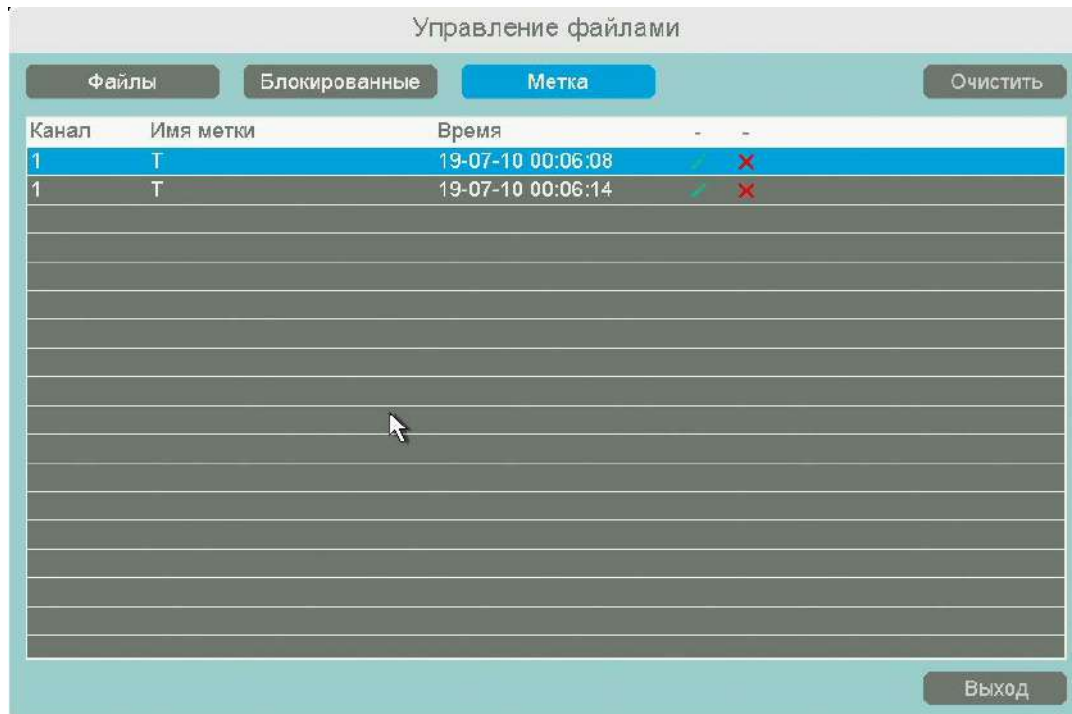 Управление файлами
Файлы Блокированные Метка Очистить
Канал Имя метки Время - -
1 T 19-07-10 00:06:08
1 T 19-07-10 00:06:14
Выход